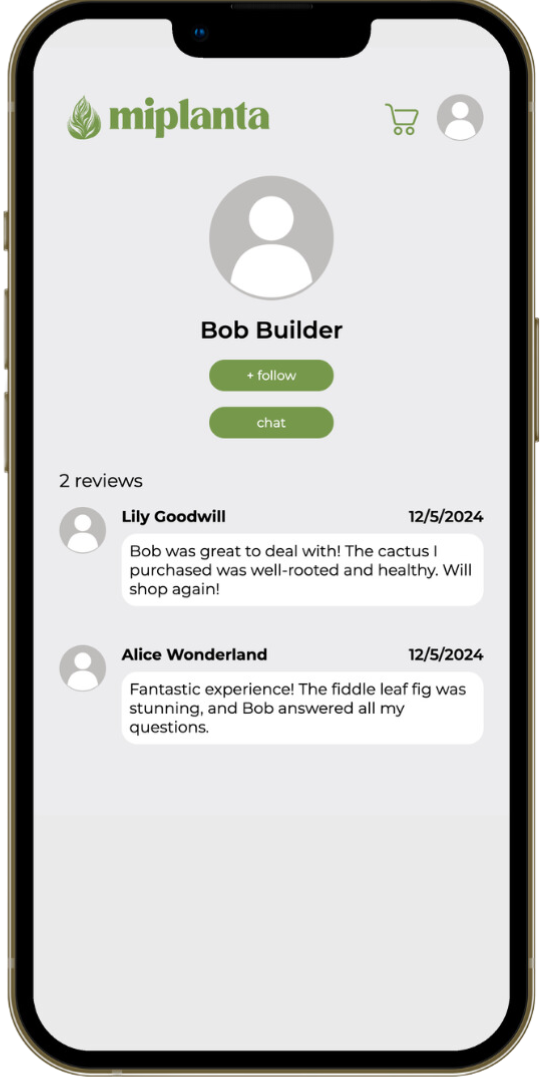 miplanta
Bob Builder
+ follow
chat
2 reviews
Lily Goodwill 12/5/2024
Bob was great to deal with! The cactus I
purchased was well-rooted and healthy. Will
shop again!
Alice Wonderland 12/5/2024
Fantastic experience! The fiddle leaf fig was
stunning, and Bob answered all my
questions.